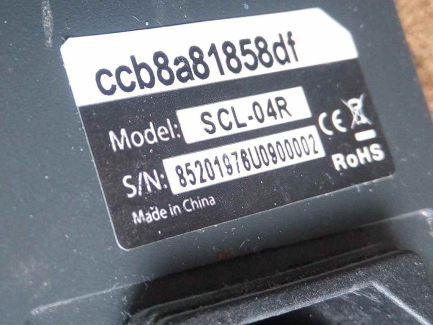 ccb8a81858df
Model: SCL-04R
S/N: 85201976U0900002
Made in China
CE
RoHS